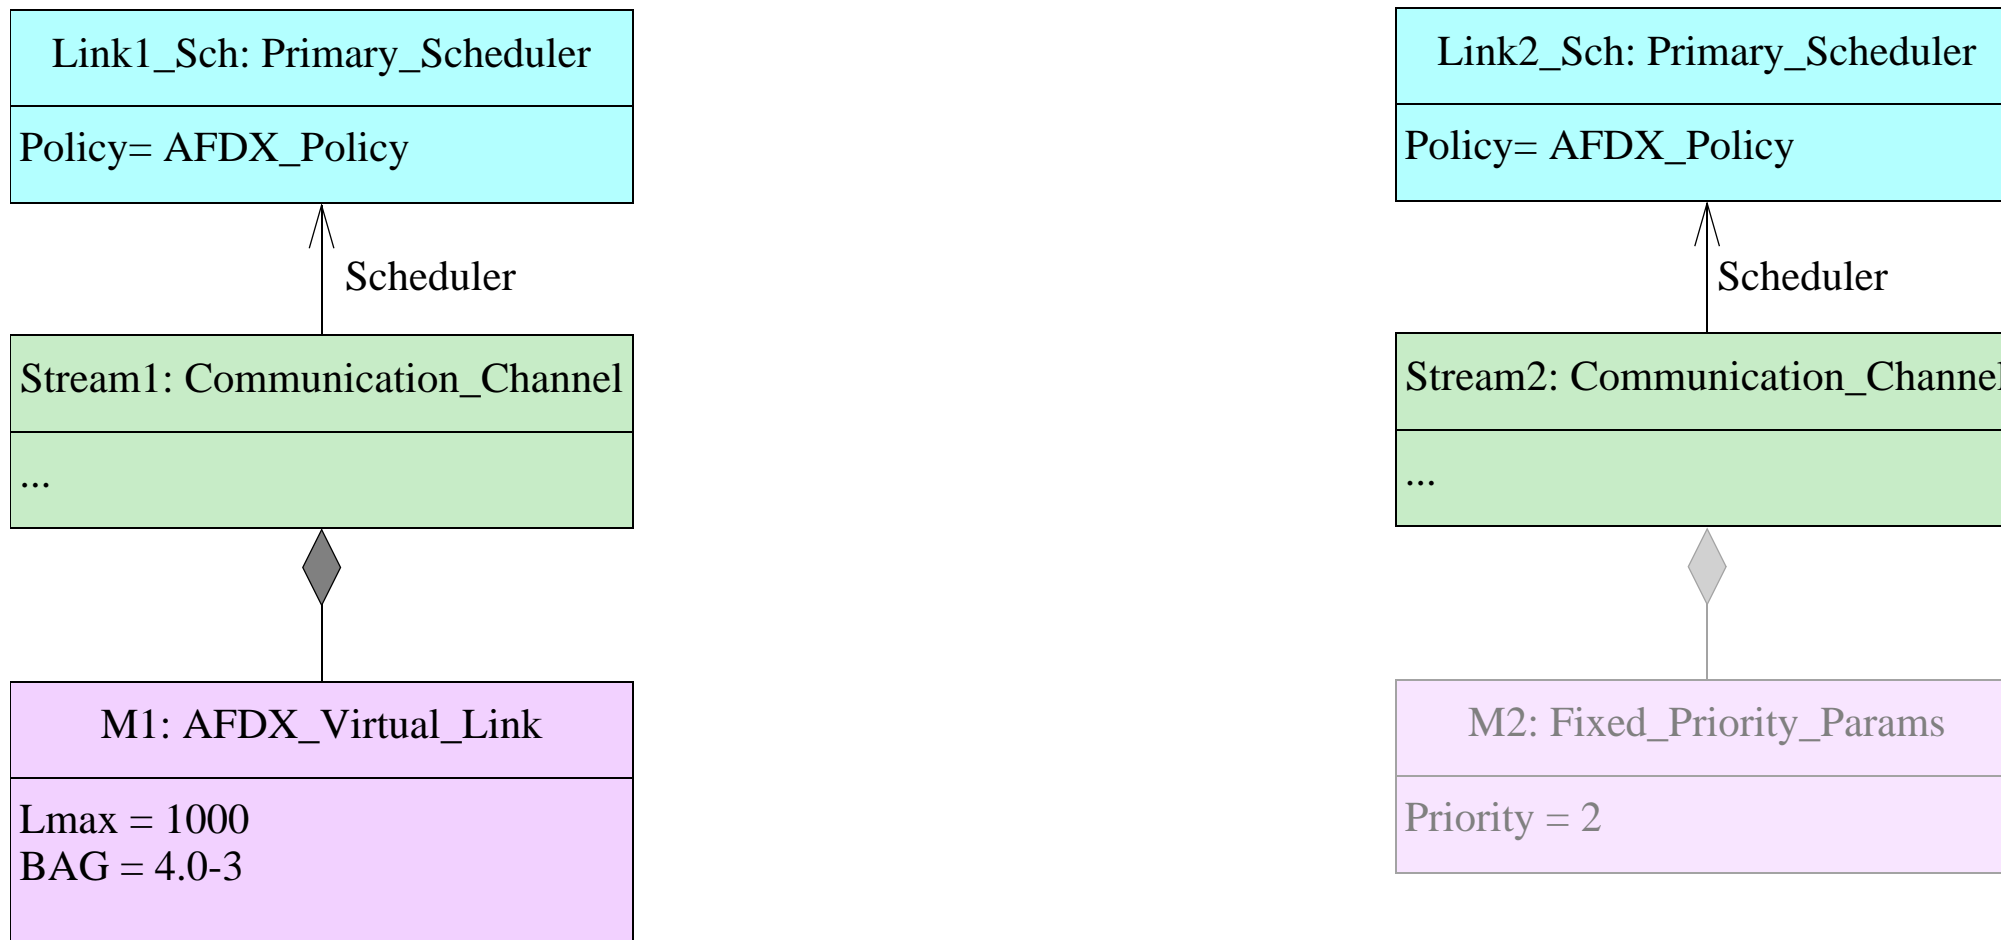 Link1_Sch: Primary_Scheduler
Policy= AFDX_Policy
Scheduler
Stream1: Communication_Channel
...
M1: AFDX_Virtual_Link
Lmax = 1000
BAG = 4.0-3
Link2_Sch: Primary_Scheduler
Policy= AFDX_Policy
Scheduler
Stream2: Communication_Channel
...
M2: Fixed_Priority_Params
Priority = 2